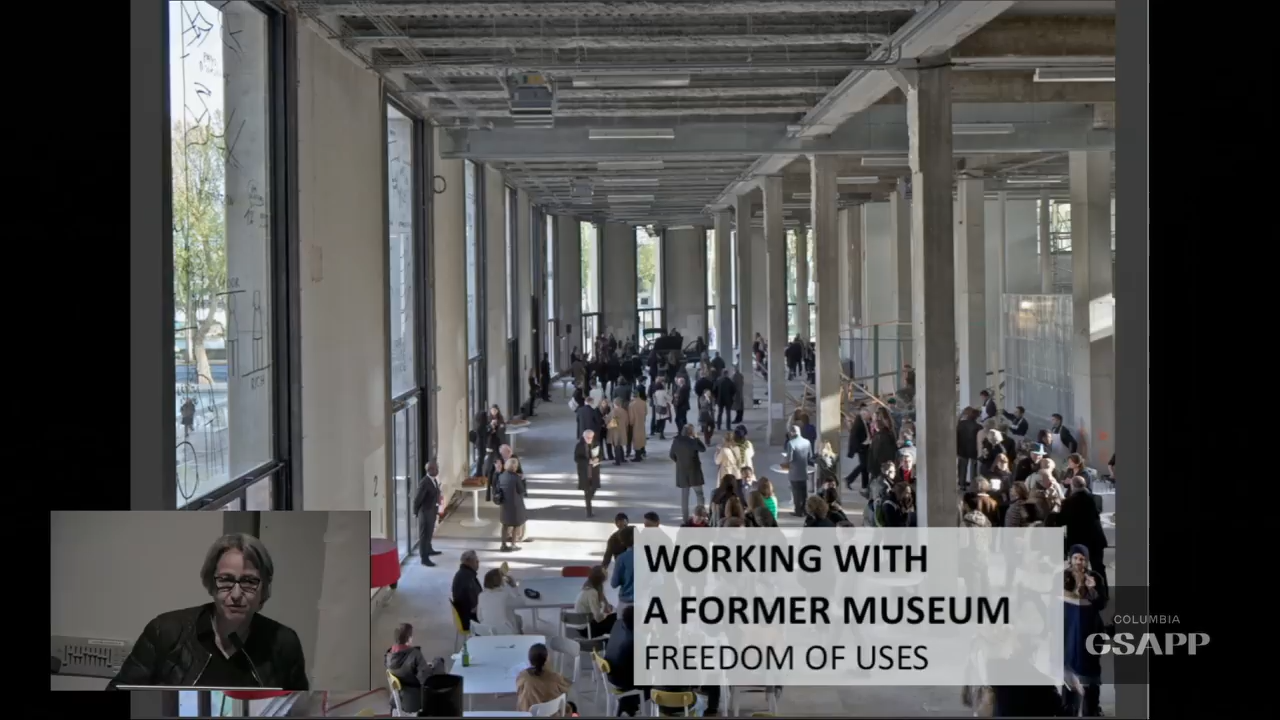 WORKING WITH
A FORMER MUSEUM
FREEDOM OF USES
COLUMBIA
GSAPP